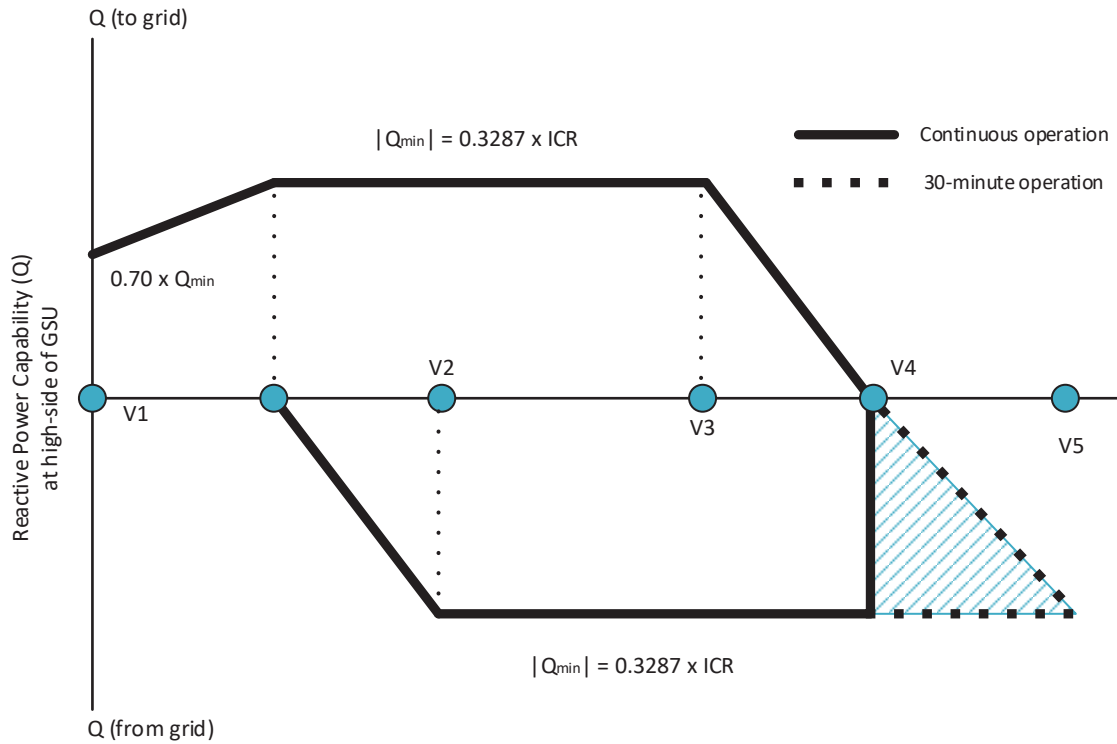 Q (to grid)
|Qmin| = 0.3287 x ICR
Continuous operation
30-minute operation
0.70 x Qmin
Reactive Power Capability (Q)
at high-side of GSU
V1
V2
V3
V4
V5
|Qmin| = 0.3287 x ICR
Q (from grid)